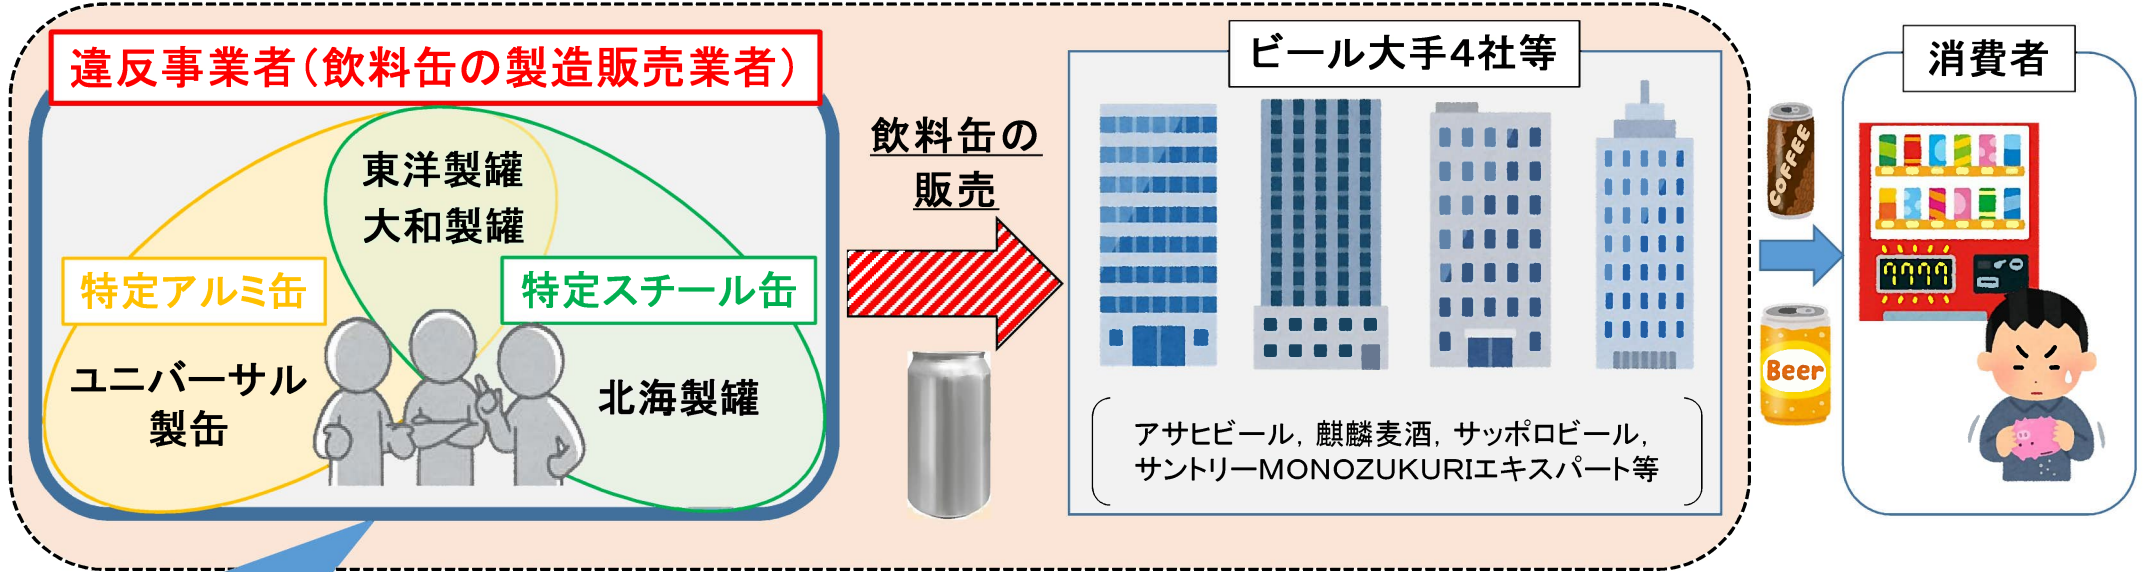 違反事業者（飲料缶の製造販売業者）
東洋製罐
大和製罐
特定アルミ缶
特定スチール缶
ユニバーサル
製缶
北海製罐
飲料缶の
販売
ビール大手４社等
アサヒビール，麒麟麦酒，サッポロビール，
サントリーＭＯＮＯＺＵＫＵＲＩエキスパート等
COFFEE
Beer
消費者
7777